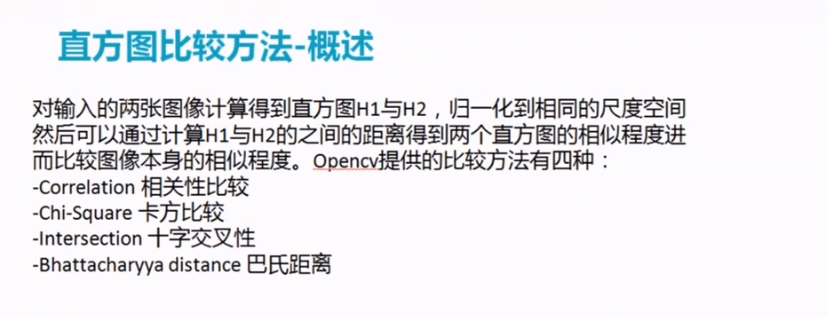 直方图比较方法-概述
对输入的两张图像计算得到直方图H1与H2，归一化到相同的尺度空间
然后可以通过计算H1与H2的之间的距离得到两个直方图的相似程度进
而比较图像本身的相似程度。Opencv提供的比较方法有四种：
-Correlation 相关性比较
-Chi-Square 卡方比较
-Intersection 十字交叉性
-Bhattacharyya distance 巴氏距离